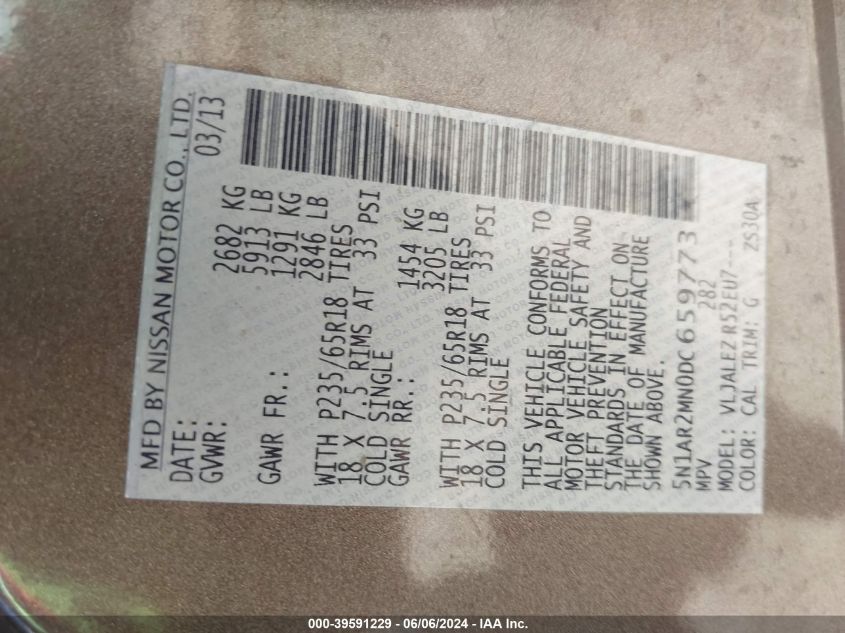 MFD BY NISSAN MOTOR CO., LTD.
DATE: 03/13
GVWR: 2682 KG
5913 LB
GAWR FR.: 1291 KG
2846 LB
WITH P235/65R18 TIRES
18 X 7.5 RIMS AT 33 PSI
COLD SINGLE
GAWR RR.: 1454 KG
3205 LB
WITH P235/65R18 TIRES
18 X 7.5 RIMS AT 33 PSI
COLD SINGLE
THIS VEHICLE CONFORMS TO
ALL APPLICABLE FEDERAL
MOTOR VEHICLE SAFETY AND
THEFT PREVENTION
STANDARDS IN EFFECT ON
THE DATE OF MANUFACTURE
SHOWN ABOVE.
5N1AR2MN0DC659773
MPV 282
MODEL: VLJALEZ R52EU7---
COLOR: CAL TRIM: G ZS30A
000-39591229 - 06/06/2024 - IAA Inc.